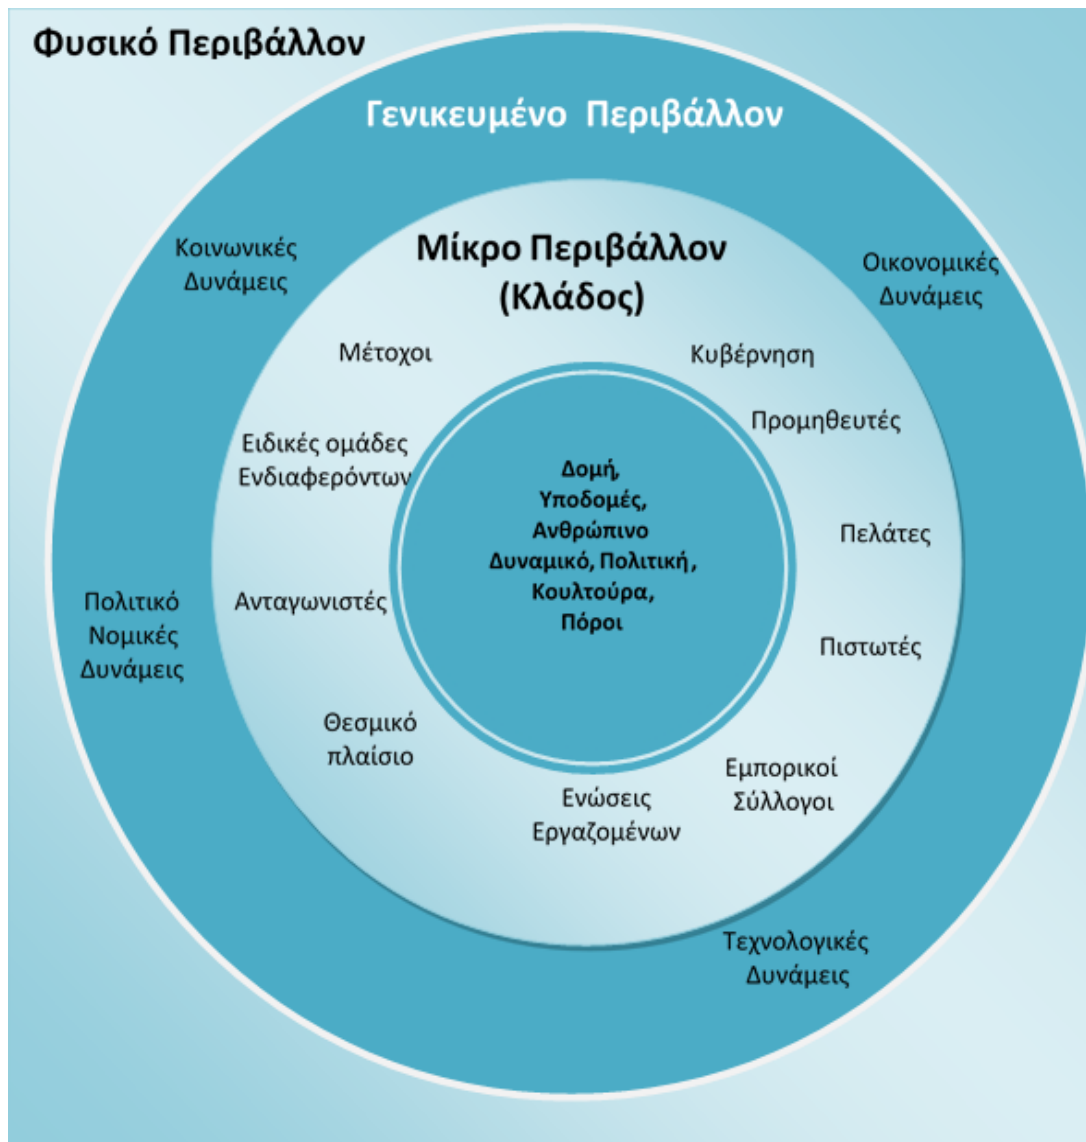 Φυσικό Περιβάλλον
Γενικευμένο Περιβάλλον
Κοινωνικές
Δυνάμεις
Μίκρο Περιβάλλον
(Κλάδος)
Οικονομικές
Δυνάμεις
Μέτοχοι
Κυβέρνηση
Ειδικές ομάδες
Ενδιαφερόντων
Προμηθευτές
Δομή,
Υποδομές,
Ανθρώπινο
Δυναμικό, Πολιτική,
Κουλτούρα,
Πόροι
Πελάτες
Πολιτικό
Νομικές
Δυνάμεις
Ανταγωνιστές
Πιστωτές
Θεσμικό
πλαίσιο
Εμπορικοί
Σύλλογοι
Ενώσεις
Εργαζομένων
Τεχνολογικές
Δυνάμεις